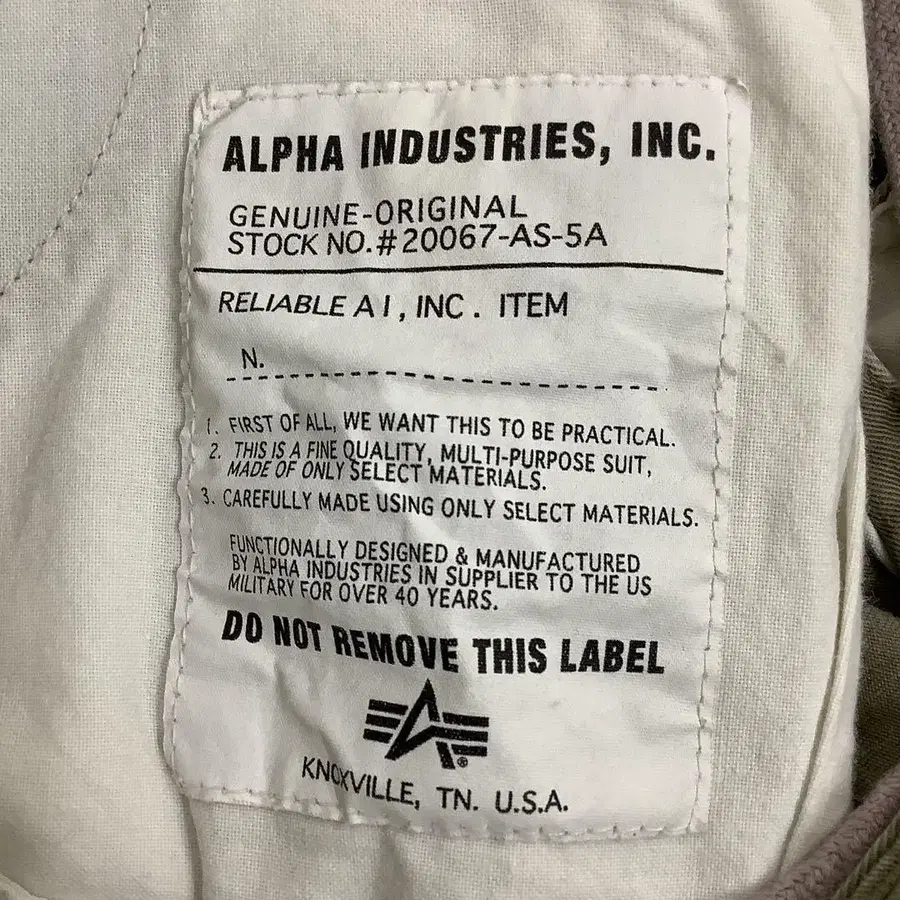 ALPHA INDUSTRIES, INC.
GENUINE-ORIGINAL
STOCK NO.#20067-AS-5A
RELIABLE A I, INC. ITEM
N.
1. FIRST OF ALL, WE WANT THIS TO BE PRACTICAL.
2. THIS IS A FINE QUALITY, MULTI-PURPOSE SUIT,
MADE OF ONLY SELECT MATERIALS.
3. CAREFULLY MADE USING ONLY SELECT MATERIALS.
FUNCTIONALLY DESIGNED & MANUFACTURED
BY ALPHA INDUSTRIES IN SUPPLIER TO THE US
MILITARY FOR OVER 40 YEARS.
DO NOT REMOVE THIS LABEL
®
KNOXVILLE, TN. U.S.A.